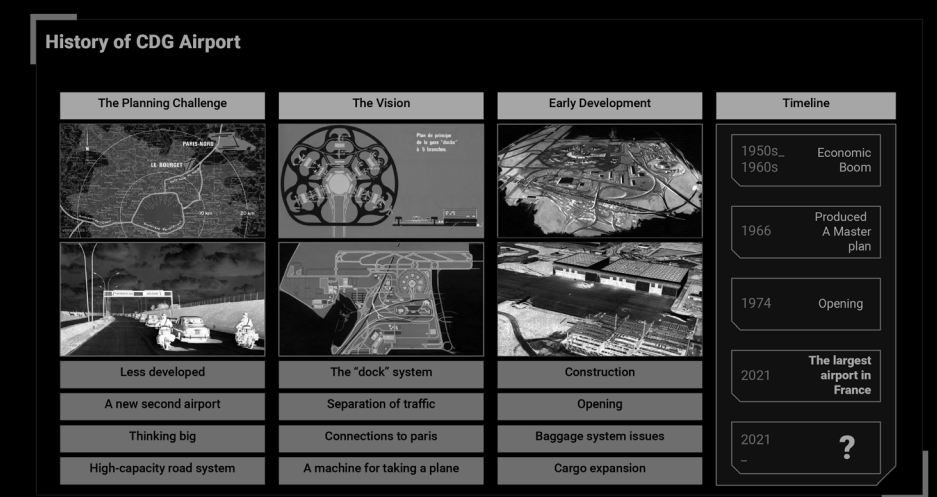 History of CDG Airport
The Planning Challenge
The Vision
Early Development
Timeline
PARIS-NORD
LE BOURGET
N
10 km
20 km
Plan de principe
de la gare "docks"
à 5 branches.
1950s_
1960s
Economic
Boom
1966
Produced
A Master
plan
1974
Opening
2021
The largest
airport in
France
2021
_
?
Less developed
The “dock” system
Construction
A new second airport
Separation of traffic
Opening
Thinking big
Connections to paris
Baggage system issues
High-capacity road system
A machine for taking a plane
Cargo expansion